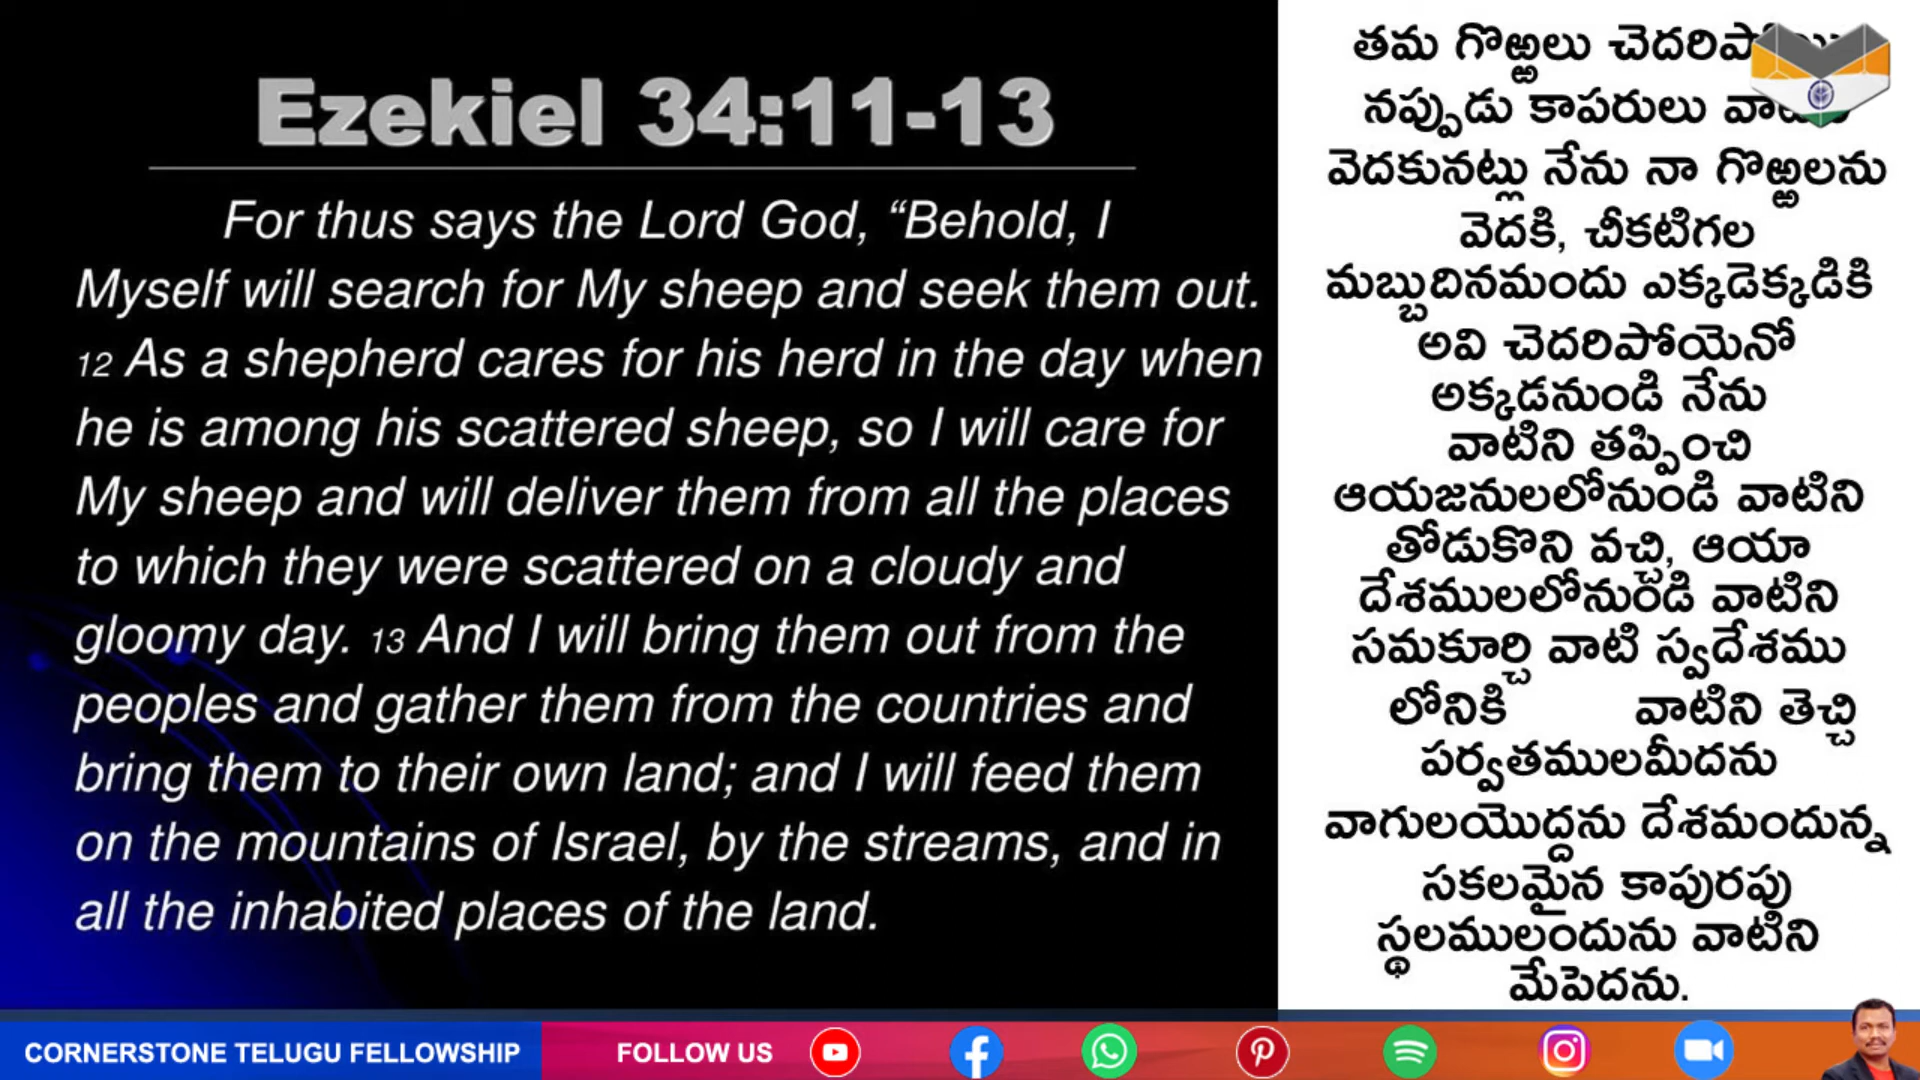 Ezekiel 34:11-13
For thus says the Lord God, “Behold, I
Myself will search for My sheep and seek them out.
12 As a shepherd cares for his herd in the day when
he is among his scattered sheep, so I will care for
My sheep and will deliver them from all the places
to which they were scattered on a cloudy and
gloomy day. 13 And I will bring them out from the
peoples and gather them from the countries and
bring them to their own land; and I will feed them
on the mountains of Israel, by the streams, and in
all the inhabited places of the land.
తమ గొఱ్ఱలు
నప్పుడు కాపరులు
వెదకునట్లు నేను నా గొఱ్ఱలను
వెదకి, చీకటిగల
మబ్బుదినమందు ఎక్కడెక్కడికి
అవి చెదరిపోయెనో
అక్కడనుండి నేను
వాటిని తప్పించి
ఆయజనులలోనుండి వాటిని
తోడుకొని వచ్చి, ఆయా
దేశములలోనుండి వాటిని
సమకూర్చి వాటి స్వదేశము
లోనికి వాటిని తెచ్చి
పర్వతములమీదను
వాగులయొద్దను దేశమందున్న
సకలమైన కాపురపు
స్థలములందును వాటిని
మేపెదను.
CORNERSTONE TELUGU FELLOWSHIP
FOLLOW US